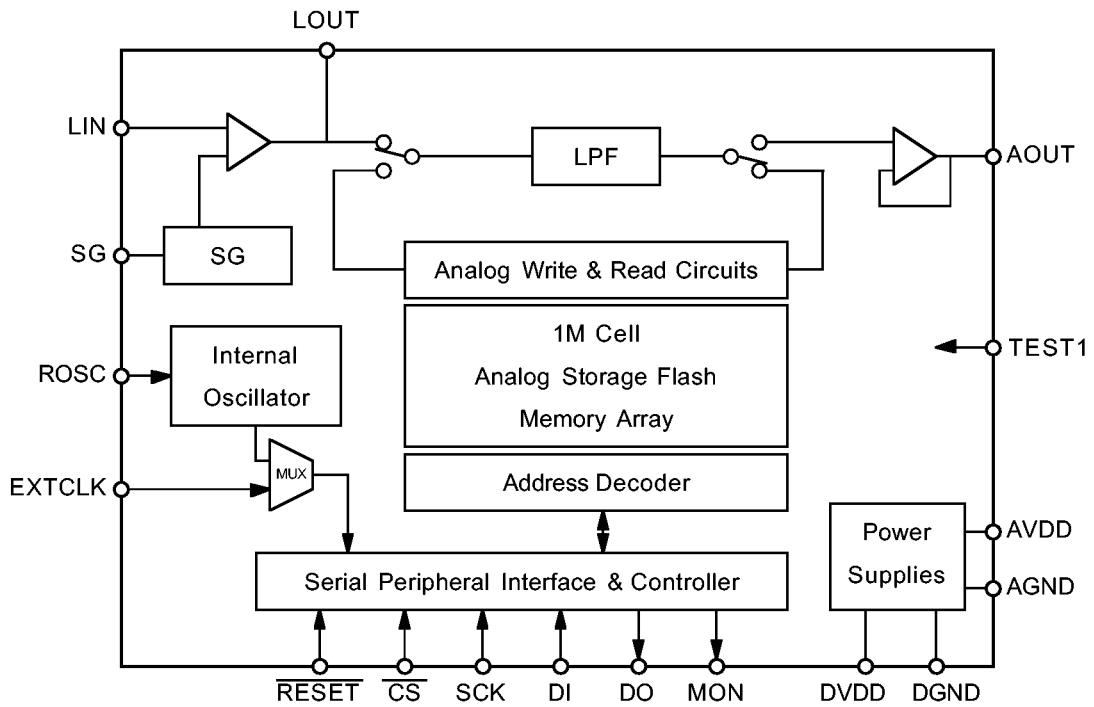 LOUT
LIN
LPF
AOUT
SG
SG
Analog Write & Read Circuits
1M Cell
Analog Storage Flash
Memory Array
TEST1
ROSC
Internal
Oscillator
MUX
EXTCLK
Address Decoder
Power
Supplies
AVDD
AGND
Serial Peripheral Interface & Controller
RESET
CS
SCK
DI
DO
MON
DVDD
DGND